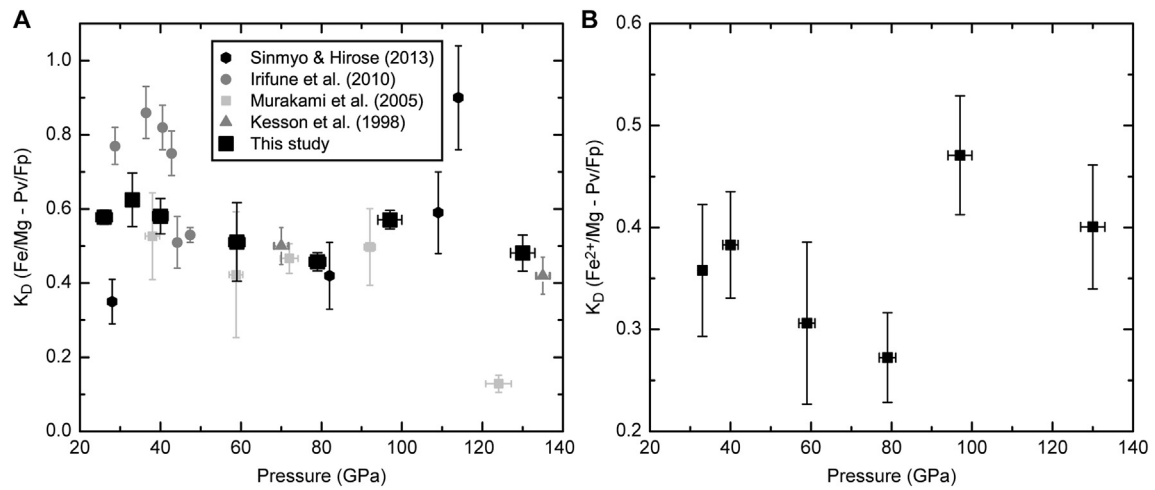 A
K_D (Fe/Mg - Pv/Fp)
1.0
0.8
0.6
0.4
0.2
0.0
Sinmyo & Hirose (2013)
Irifune et al. (2010)
Murakami et al. (2005)
Kesson et al. (1998)
This study
20 40 60 80 100 120 140
Pressure (GPa)
B
K_D (Fe²⁺/Mg - Pv/Fp)
0.6
0.5
0.4
0.3
0.2
20 40 60 80 100 120 140
Pressure (GPa)